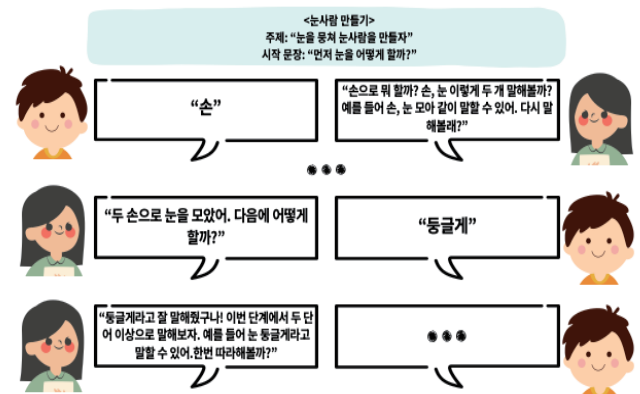 <눈사람 만들기>
주제: “눈을 뭉쳐 눈사람을 만들자”
시작 문장: “먼저 눈을 어떻게 할까?”
“손”
“손으로 뭐 할까? 손, 눈 이렇게 두 개 말해볼까?
예를 들어 손, 눈 모아 같이 말할 수 있어. 다시 말
해볼래?”
“두 손으로 눈을 모았어. 다음에 어떻게
할까?”
“둥글게”
“둥글게라고 잘 말해줬구나! 이번 단계에서 두 단
어 이상으로 말해보자. 예를 들어 눈 둥글게라고
말할 수 있어.한번 따라해볼까?”